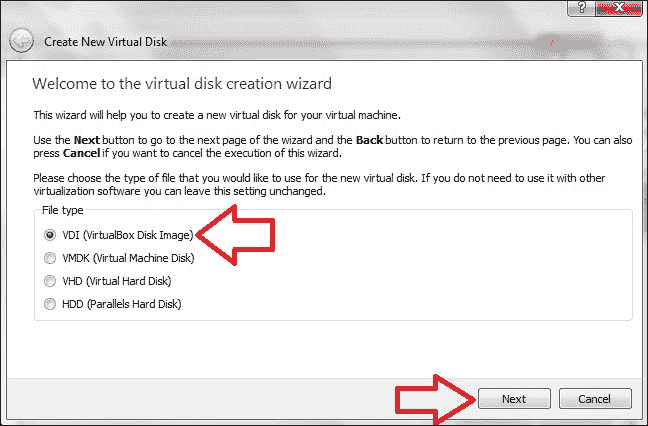 ?
X
Create New Virtual Disk
Welcome to the virtual disk creation wizard
This wizard will help you to create a new virtual disk for your virtual machine.
Use the Next button to go to the next page of the wizard and the Back button to return to the previous page. You can also
press Cancel if you want to cancel the execution of this wizard.
Please choose the type of file that you would like to use for the new virtual disk. If you do not need to use it with other
virtualization software you can leave this setting unchanged.
File type
VDI (VirtualBox Disk Image)
VMDK (Virtual Machine Disk)
VHD (Virtual Hard Disk)
HDD (Parallels Hard Disk)
Next
Cancel